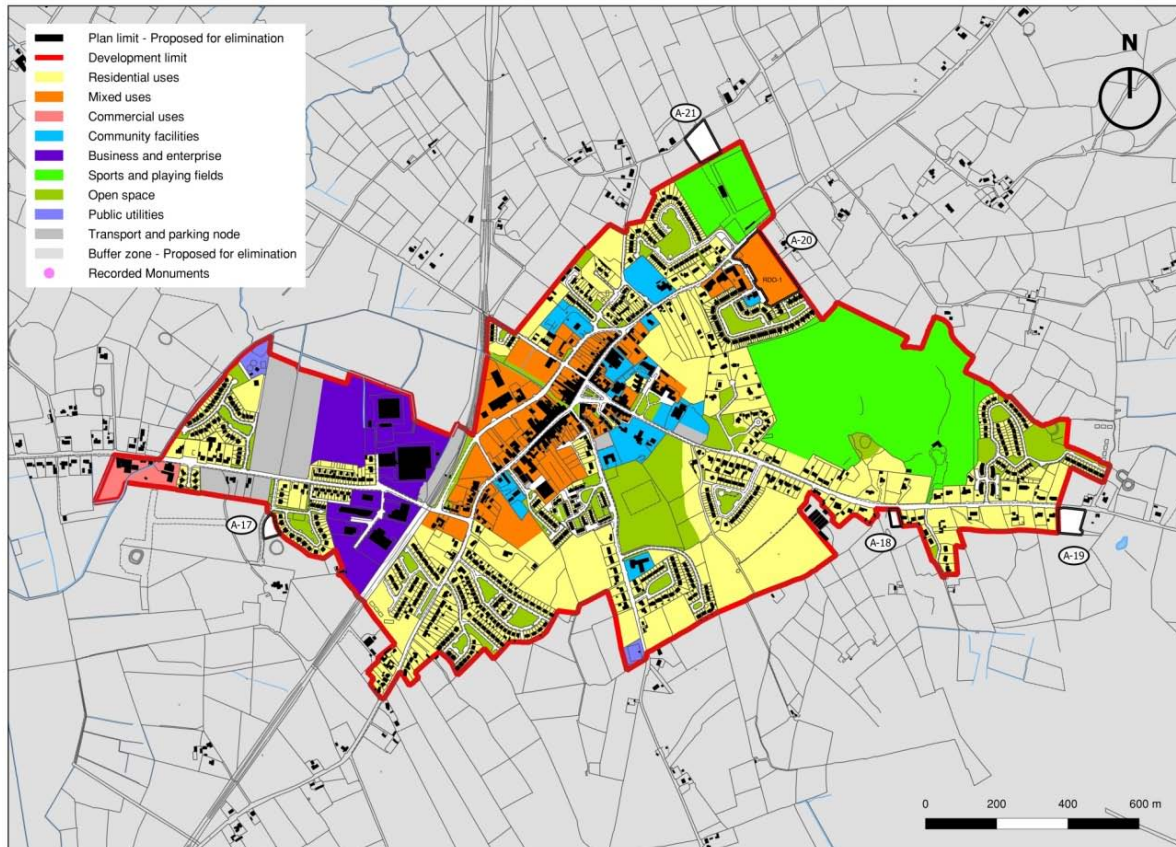 Plan limit - Proposed for elimination
Development limit
Residential uses
Mixed uses
Commercial uses
Community facilities
Business and enterprise
Sports and playing fields
Open space
Public utilities
Transport and parking node
Buffer zone - Proposed for elimination
Recorded Monuments
N
A-21
A-20
RDD-1
A-17
A-18
A-19
0 200 400 600 m